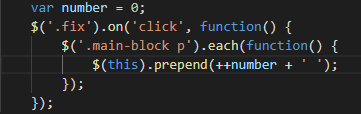 var number = 0;
$('.fix').on('click', function() {
$('.main-block p').each(function() {
$(this).prepend(++number + ' ');
});
});